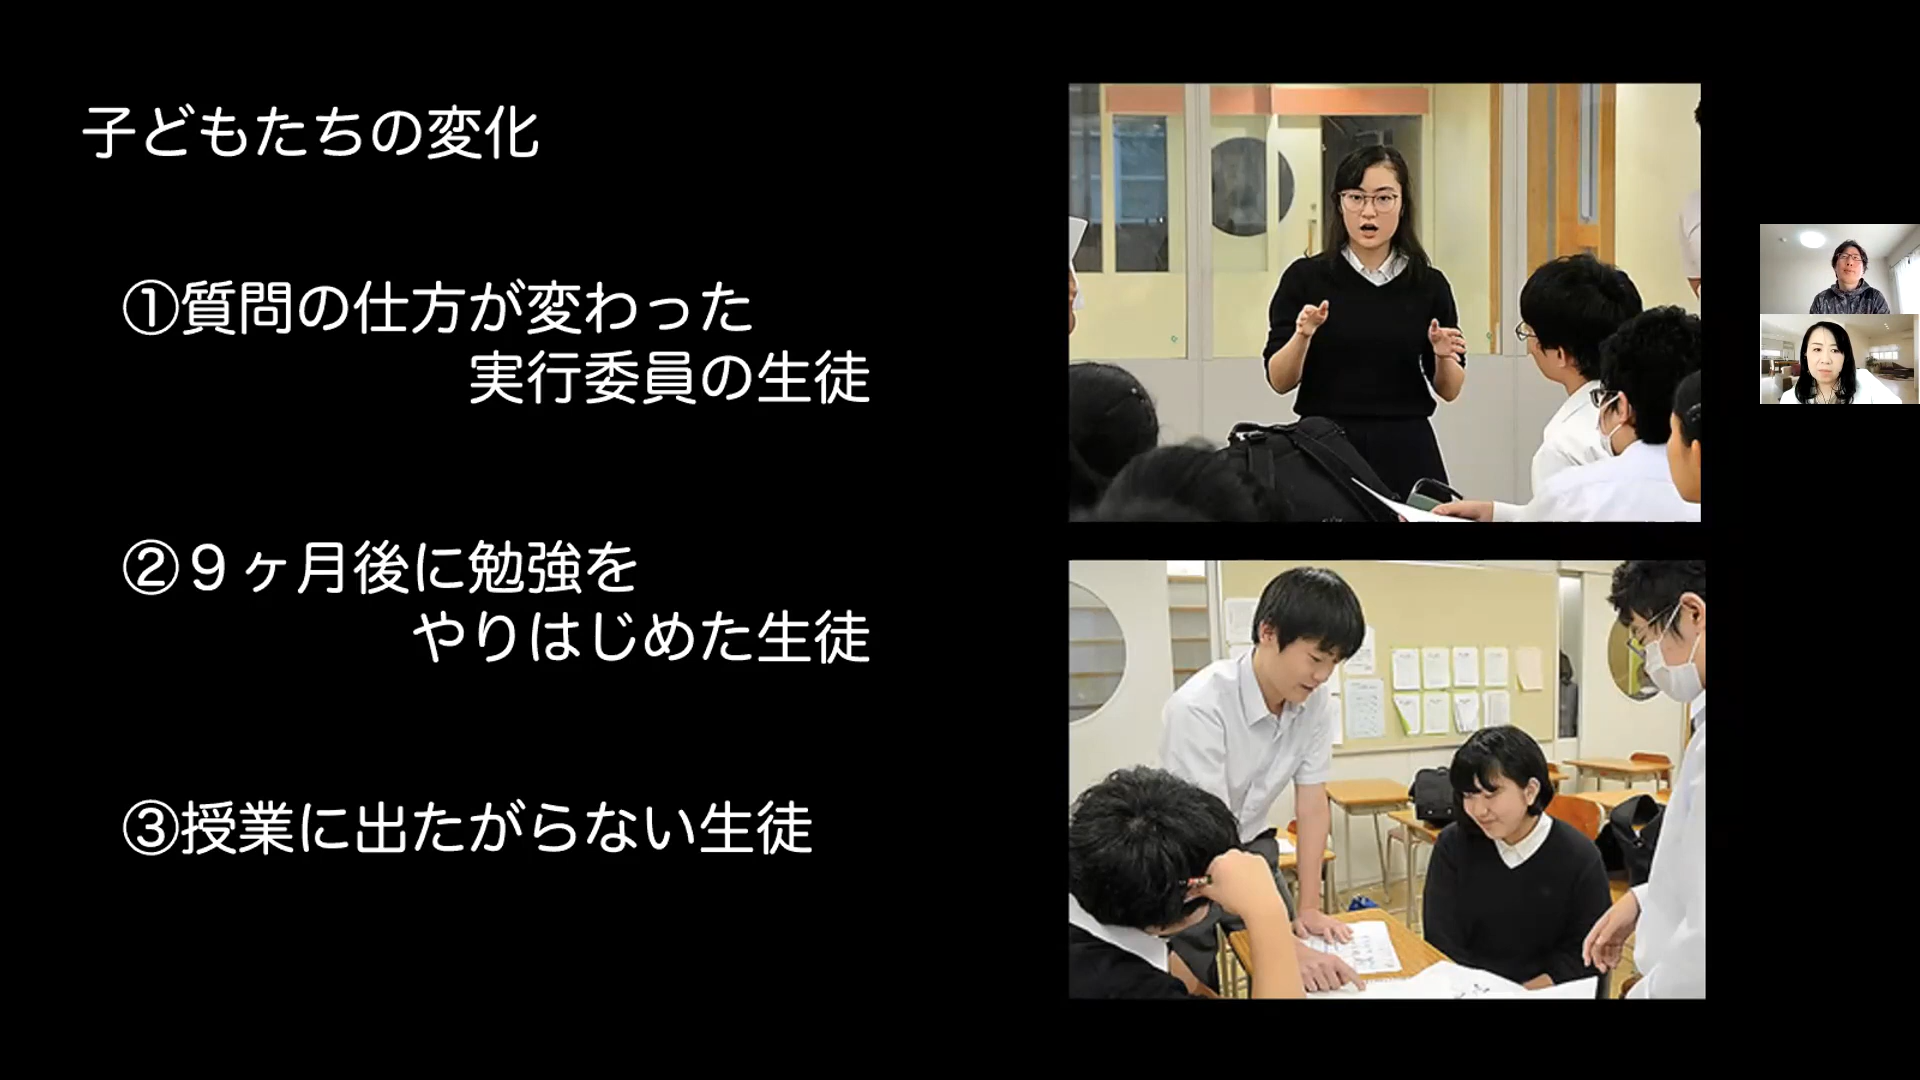 子どもたちの変化
①質問の仕方が変わった
実行委員の生徒
②９ヶ月後に勉強を
やりはじめた生徒
③授業に出たがらない生徒